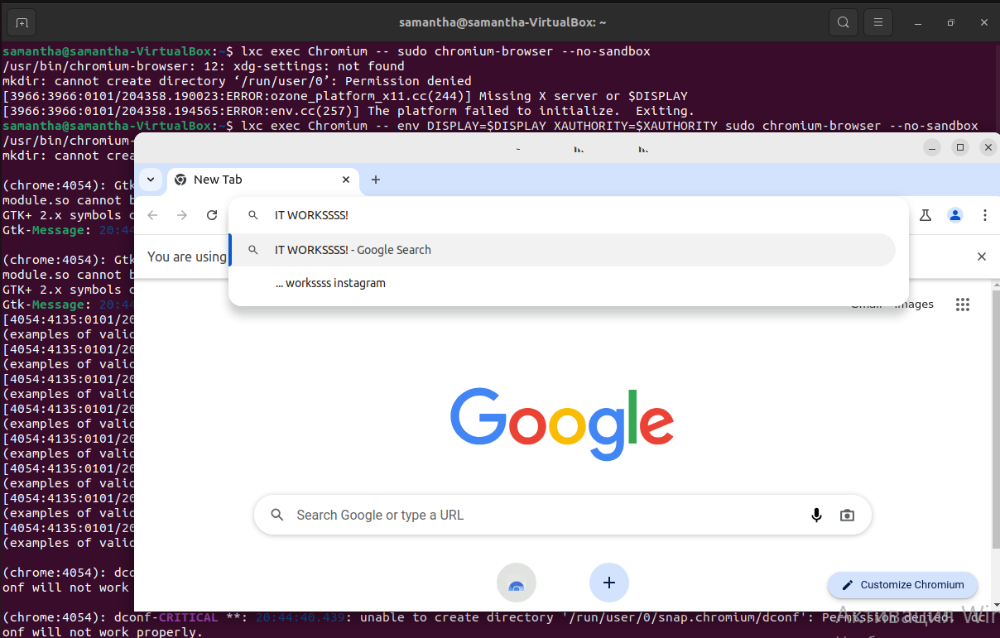 samantha@samantha-VirtualBox: ~
samantha@samantha-VirtualBox:~$ lxc exec Chromium -- sudo chromium-browser --no-sandbox
/usr/bin/chromium-browser: 12: xdg-settings: not found
mkdir: cannot create directory ‘/run/user/0’: Permission denied
[3966:3966:0101/204358.190023:ERROR:ozone_platform_x11.cc(244)] Missing X server or $DISPLAY
[3966:3966:0101/204358.194565:ERROR:env.cc(257)] The platform failed to initialize.  Exiting.
samantha@samantha-VirtualBox:~$ lxc exec Chromium -- env DISPLAY=$DISPLAY XAUTHORITY=$XAUTHORITY sudo chromium-browser --no-sandbox
/usr/bin/chromium-
mkdir: cannot crea
(chrome:4054): Gtk
module.so cannot b
GTK+ 2.x symbols c
Gtk-Message: 20:44
(chrome:4054): Gtk
module.so cannot b
GTK+ 2.x symbols c
Gtk-Message: 20:44
[4054:4135:0101/20
(examples of valid
[4054:4135:0101/20
(examples of valid
[4054:4135:0101/20
(examples of valid
[4054:4135:0101/20
(examples of valid
[4054:4135:0101/20
(examples of valid
[4054:4135:0101/20
(examples of valid
[4054:4135:0101/20
(examples of valid
[4054:4135:0101/20
(examples of valid
(chrome:4054): dco
onf will not work
(chrome:4054): dconf-CRITICAL **: 20:44:40.439: unable to create directory '/run/user/0/snap.chromium/dconf': Permission denied.  dc
onf will not work properly.
New Tab
IT WORKSSSS!
IT WORKSSSS! - Google Search
... workssss instagram
You are using
Gmail Images
Google
Search Google or type a URL
Customize Chromium
Активация Win